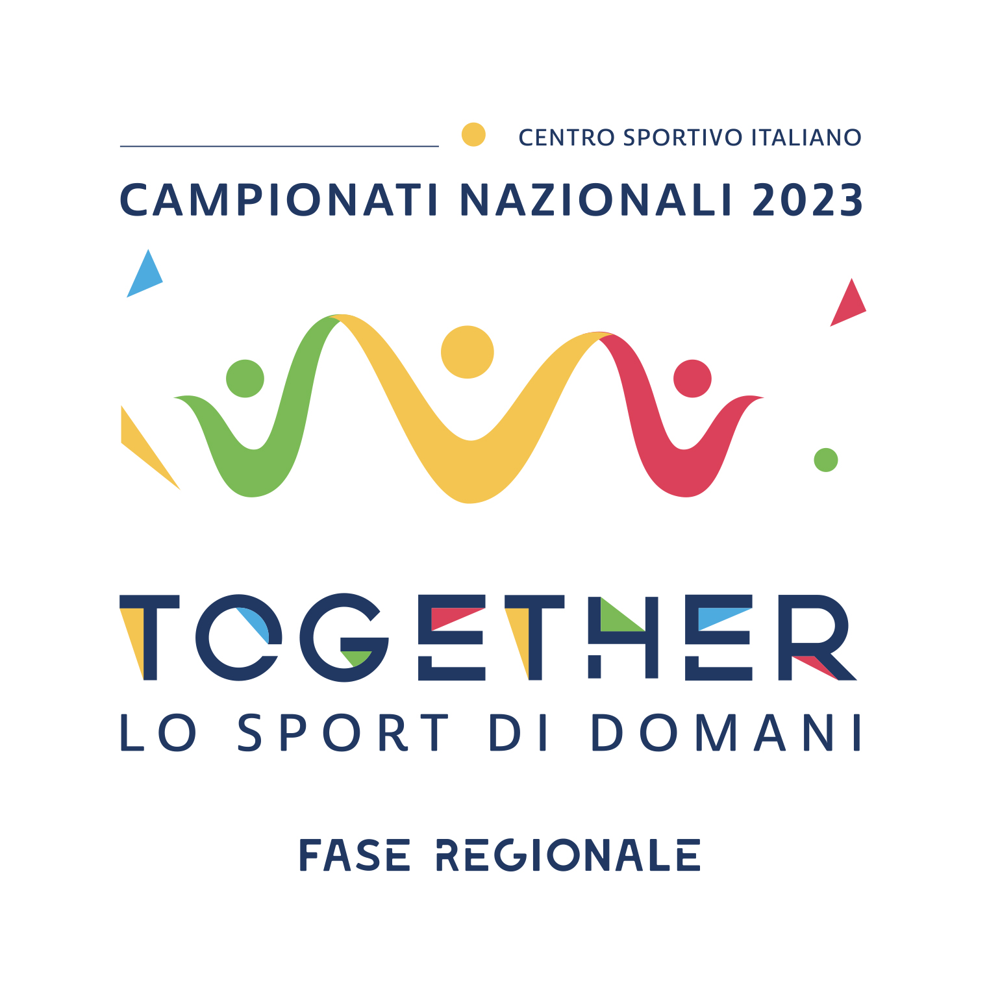 CENTRO SPORTIVO ITALIANO
CAMPIONATI NAZIONALI 2023
TOGETHER
LO SPORT DI DOMANI
FASE REGIONALE